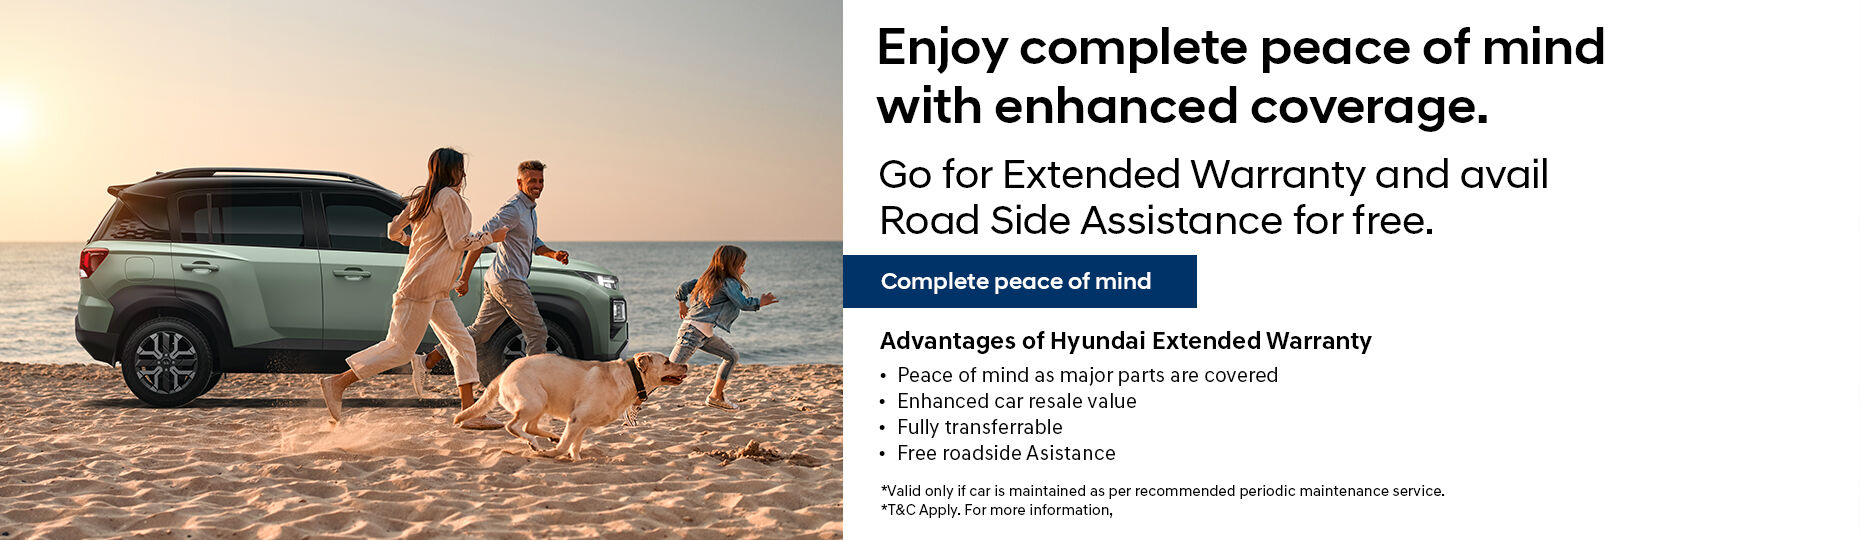 Enjoy complete peace of mind
with enhanced coverage.
Go for Extended Warranty and avail
Road Side Assistance for free.
Complete peace of mind
Advantages of Hyundai Extended Warranty
• Peace of mind as major parts are covered
• Enhanced car resale value
• Fully transferrable
• Free roadside Asistance
*Valid only if car is maintained as per recommended periodic maintenance service.
*T&C Apply. For more information,